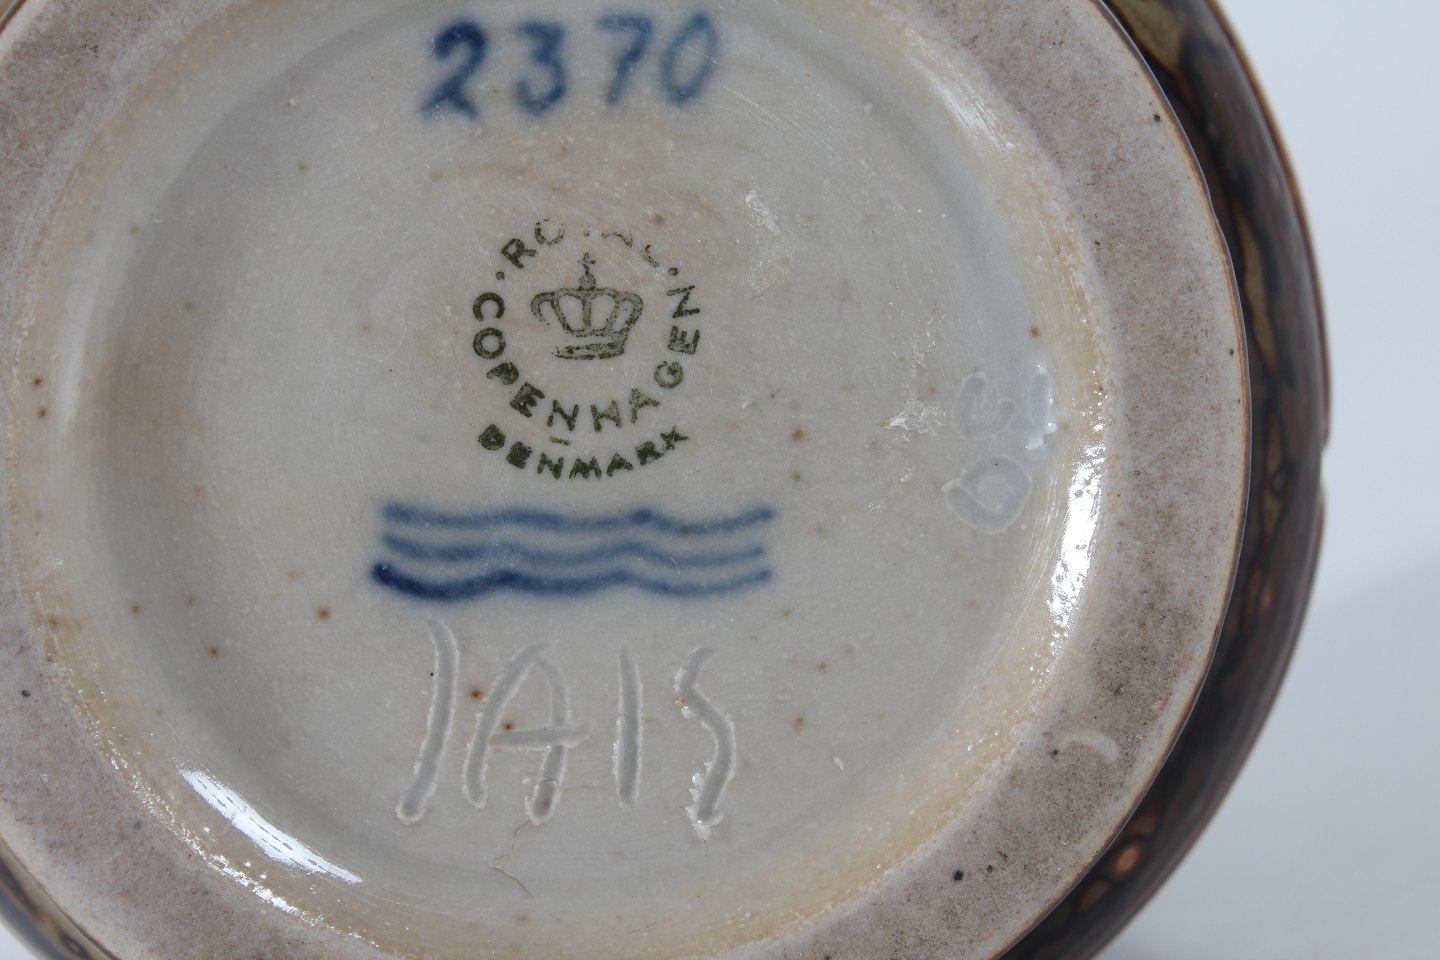 2370
ROYAL
COPENHAGEN
DENMARK
JAIS